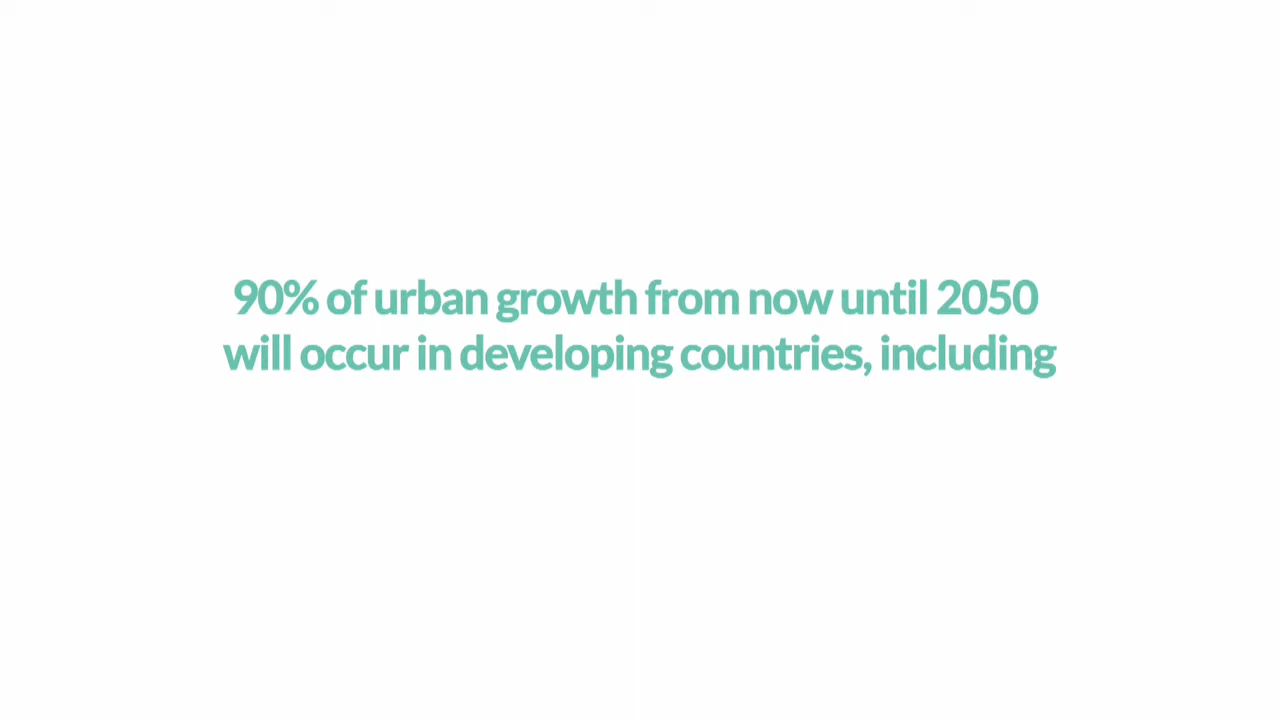 90% of urban growth from now until 2050
will occur in developing countries, including